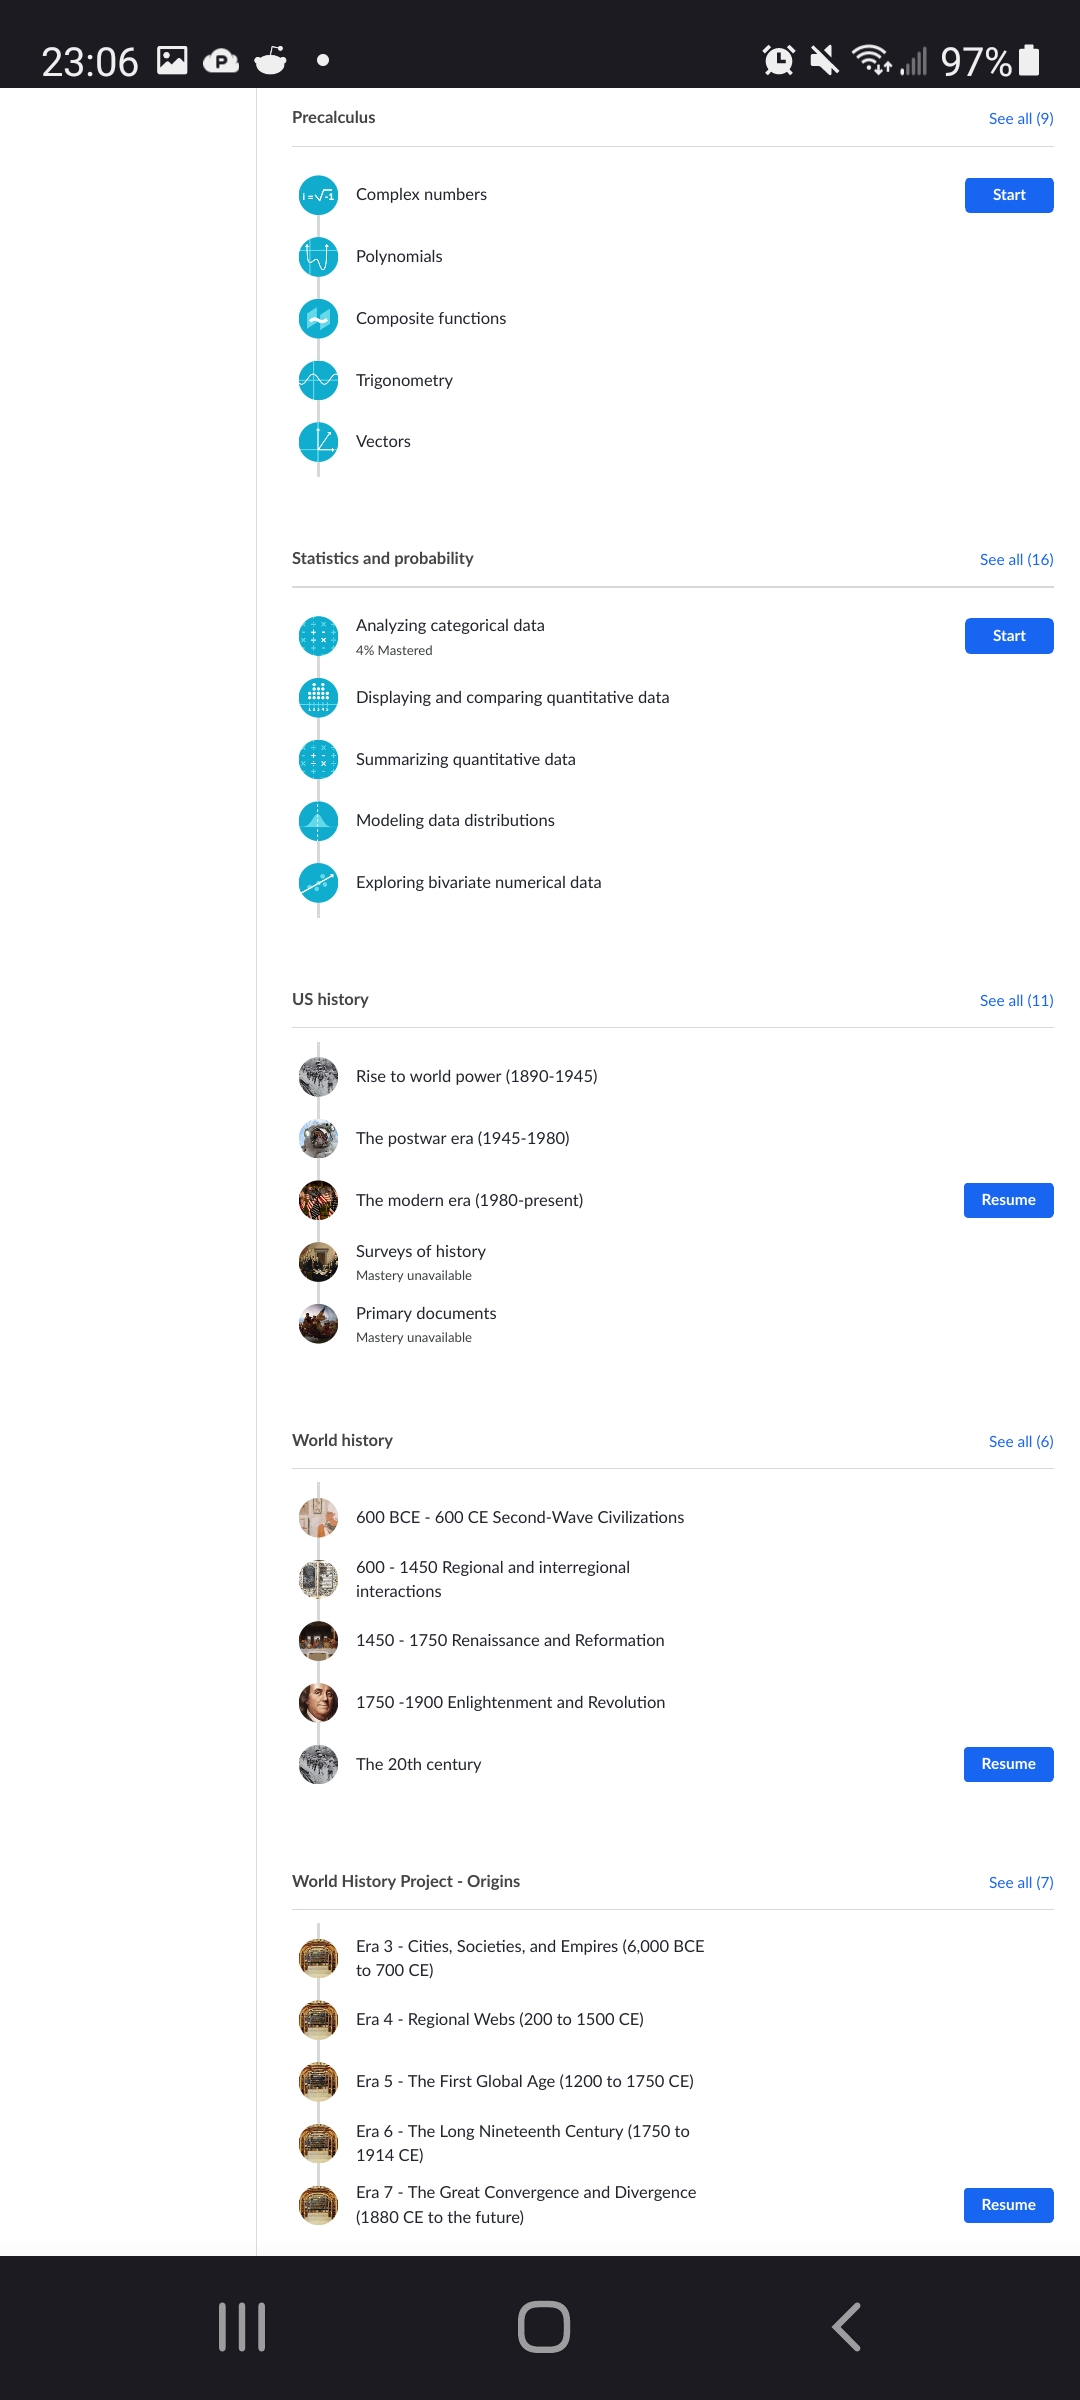 23:06
97%
Precalculus
See all (9)
i = √-1
Complex numbers
Start
Polynomials
Composite functions
Trigonometry
Vectors
Statistics and probability
See all (16)
Analyzing categorical data
4% Mastered
Start
Displaying and comparing quantitative data
Summarizing quantitative data
Modeling data distributions
Exploring bivariate numerical data
US history
See all (11)
Rise to world power (1890-1945)
The postwar era (1945-1980)
The modern era (1980-present)
Resume
Surveys of history
Mastery unavailable
Primary documents
Mastery unavailable
World history
See all (6)
600 BCE - 600 CE Second-Wave Civilizations
600 - 1450 Regional and interregional
interactions
1450 - 1750 Renaissance and Reformation
1750 -1900 Enlightenment and Revolution
The 20th century
Resume
World History Project - Origins
See all (7)
Era 3 - Cities, Societies, and Empires (6,000 BCE
to 700 CE)
Era 4 - Regional Webs (200 to 1500 CE)
Era 5 - The First Global Age (1200 to 1750 CE)
Era 6 - The Long Nineteenth Century (1750 to
1914 CE)
Era 7 - The Great Convergence and Divergence
(1880 CE to the future)
Resume